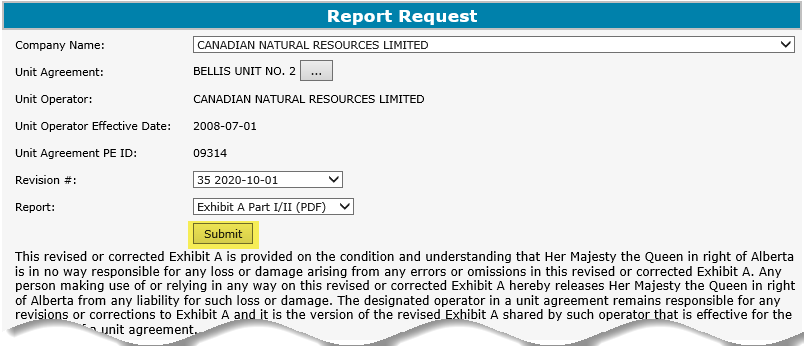 Report Request
Company Name: CANADIAN NATURAL RESOURCES LIMITED
Unit Agreement: BELLIS UNIT NO. 2 ...
Unit Operator: CANADIAN NATURAL RESOURCES LIMITED
Unit Operator Effective Date: 2008-07-01
Unit Agreement PE ID: 09314
Revision #: 35 2020-10-01
Report: Exhibit A Part I/II (PDF)
Submit
This revised or corrected Exhibit A is provided on the condition and understanding that Her Majesty the Queen in right of Alberta
is in no way responsible for any loss or damage arising from any errors or omissions in this revised or corrected Exhibit A. Any
person making use of or relying in any way on this revised or corrected Exhibit A hereby releases Her Majesty the Queen in right
of Alberta from any liability for such loss or damage. The designated operator in a unit agreement remains responsible for any
revisions or corrections to Exhibit A and it is the version of the revised Exhibit A shared by such operator that is effective for the
a unit agreement.